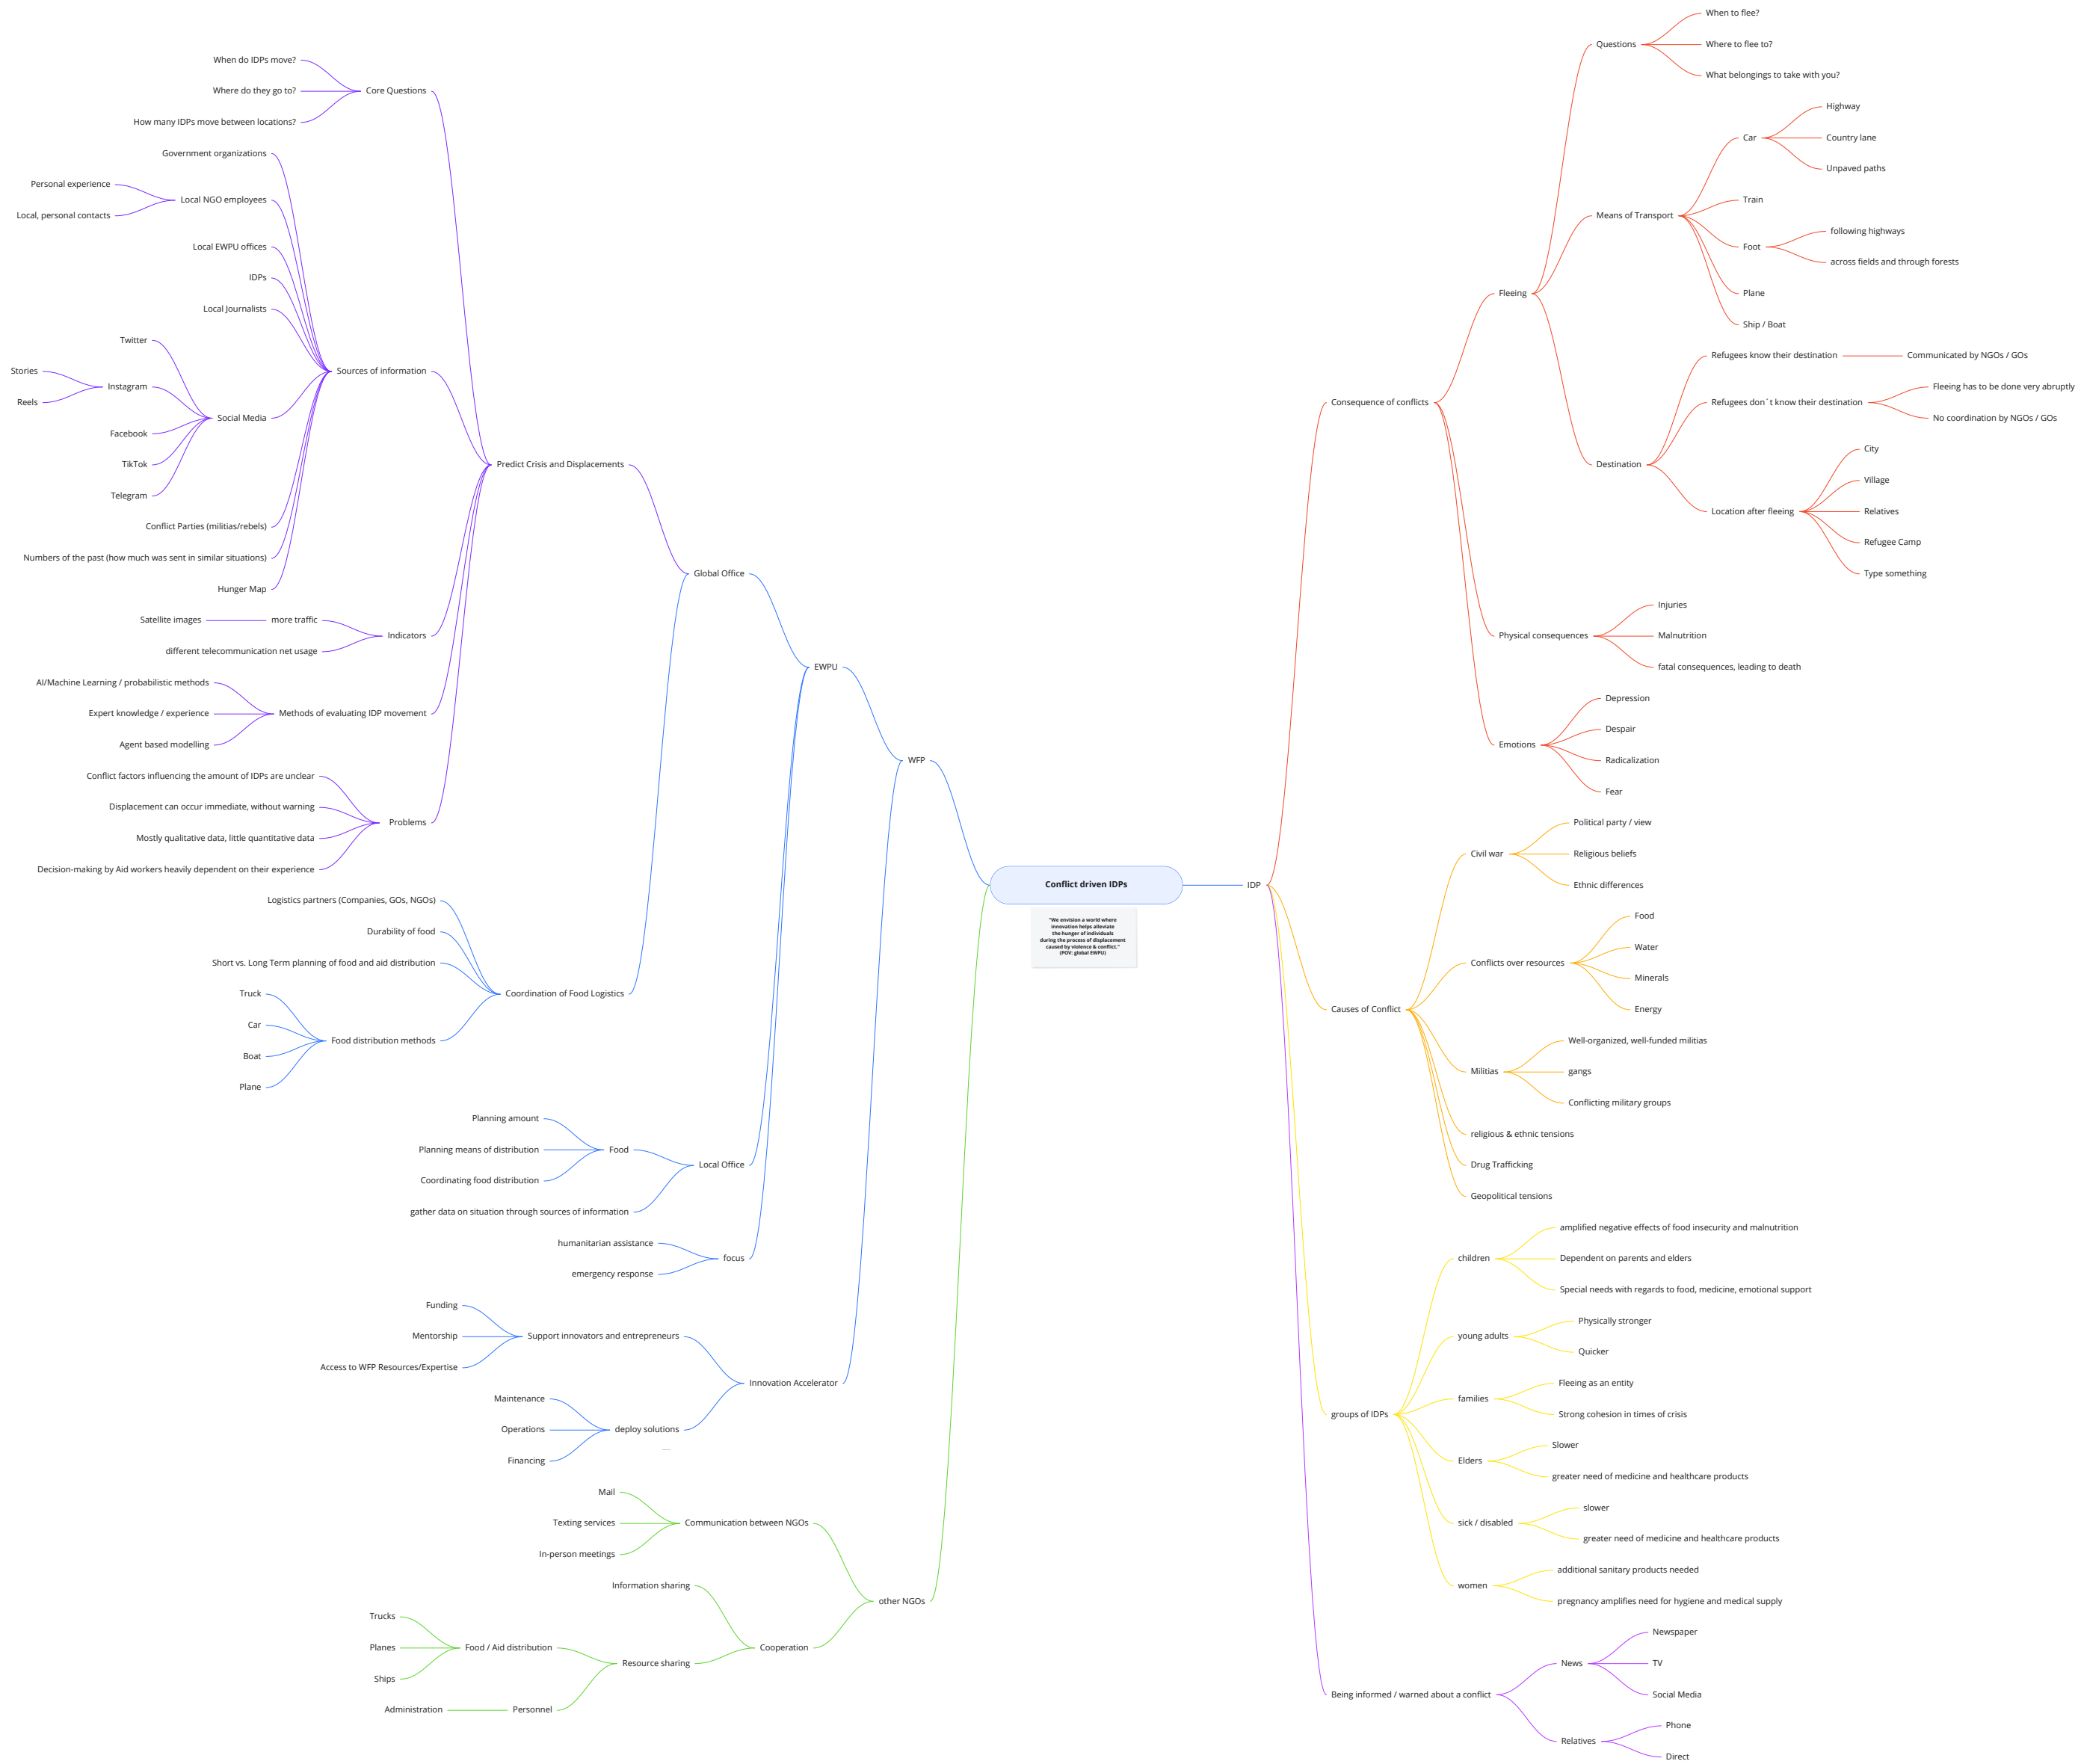 Conflict driven IDPs
"We envision a world where
innovation helps alleviate
the hunger of individuals
during the process of displacement
caused by violence & conflict."
(POV: global EWPU)
WFP
EWPU
Global Office
Predict Crisis and Displacements
Core Questions
When do IDPs move?
Where do they go to?
How many IDPs move between locations?
Sources of information
Government organizations
Local NGO employees
Personal experience
Local, personal contacts
Local EWPU offices
IDPs
Local Journalists
Social Media
Twitter
Instagram
Stories
Reels
Facebook
TikTok
Telegram
Conflict Parties (militias/rebels)
Numbers of the past (how much was sent in similar situations)
Hunger Map
Indicators
more traffic
Satellite images
different telecommunication net usage
Methods of evaluating IDP movement
AI/Machine Learning / probabilistic methods
Expert knowledge / experience
Agent based modelling
Problems
Conflict factors influencing the amount of IDPs are unclear
Displacement can occur immediate, without warning
Mostly qualitative data, little quantitative data
Decision-making by Aid workers heavily dependent on their experience
Coordination of Food Logistics
Logistics partners (Companies, GOs, NGOs)
Durability of food
Short vs. Long Term planning of food and aid distribution
Food distribution methods
Truck
Car
Boat
Plane
Local Office
Food
Planning amount
Planning means of distribution
Coordinating food distribution
gather data on situation through sources of information
focus
humanitarian assistance
emergency response
Innovation Accelerator
Support innovators and entrepreneurs
Funding
Mentorship
Access to WFP Resources/Expertise
deploy solutions
Maintenance
Operations
Financing
other NGOs
Communication between NGOs
Mail
Texting services
In-person meetings
Cooperation
Information sharing
Resource sharing
Food / Aid distribution
Trucks
Planes
Ships
Personnel
Administration
IDP
Consequence of conflicts
Fleeing
Questions
When to flee?
Where to flee to?
What belongings to take with you?
Means of Transport
Car
Highway
Country lane
Unpaved paths
Train
Foot
following highways
across fields and through forests
Plane
Ship / Boat
Destination
Refugees know their destination
Communicated by NGOs / GOs
Refugees don´t know their destination
Fleeing has to be done very abruptly
No coordination by NGOs / GOs
Location after fleeing
City
Village
Relatives
Refugee Camp
Type something
Physical consequences
Injuries
Malnutrition
fatal consequences, leading to death
Emotions
Depression
Despair
Radicalization
Fear
Causes of Conflict
Civil war
Political party / view
Religious beliefs
Ethnic differences
Conflicts over resources
Food
Water
Minerals
Energy
Militias
Well-organized, well-funded militias
gangs
Conflicting military groups
religious & ethnic tensions
Drug Trafficking
Geopolitical tensions
groups of IDPs
children
amplified negative effects of food insecurity and malnutrition
Dependent on parents and elders
Special needs with regards to food, medicine, emotional support
young adults
Physically stronger
Quicker
families
Fleeing as an entity
Strong cohesion in times of crisis
Elders
Slower
greater need of medicine and healthcare products
sick / disabled
slower
greater need of medicine and healthcare products
women
additional sanitary products needed
pregnancy amplifies need for hygiene and medical supply
Being informed / warned about a conflict
News
Newspaper
TV
Social Media
Relatives
Phone
Direct